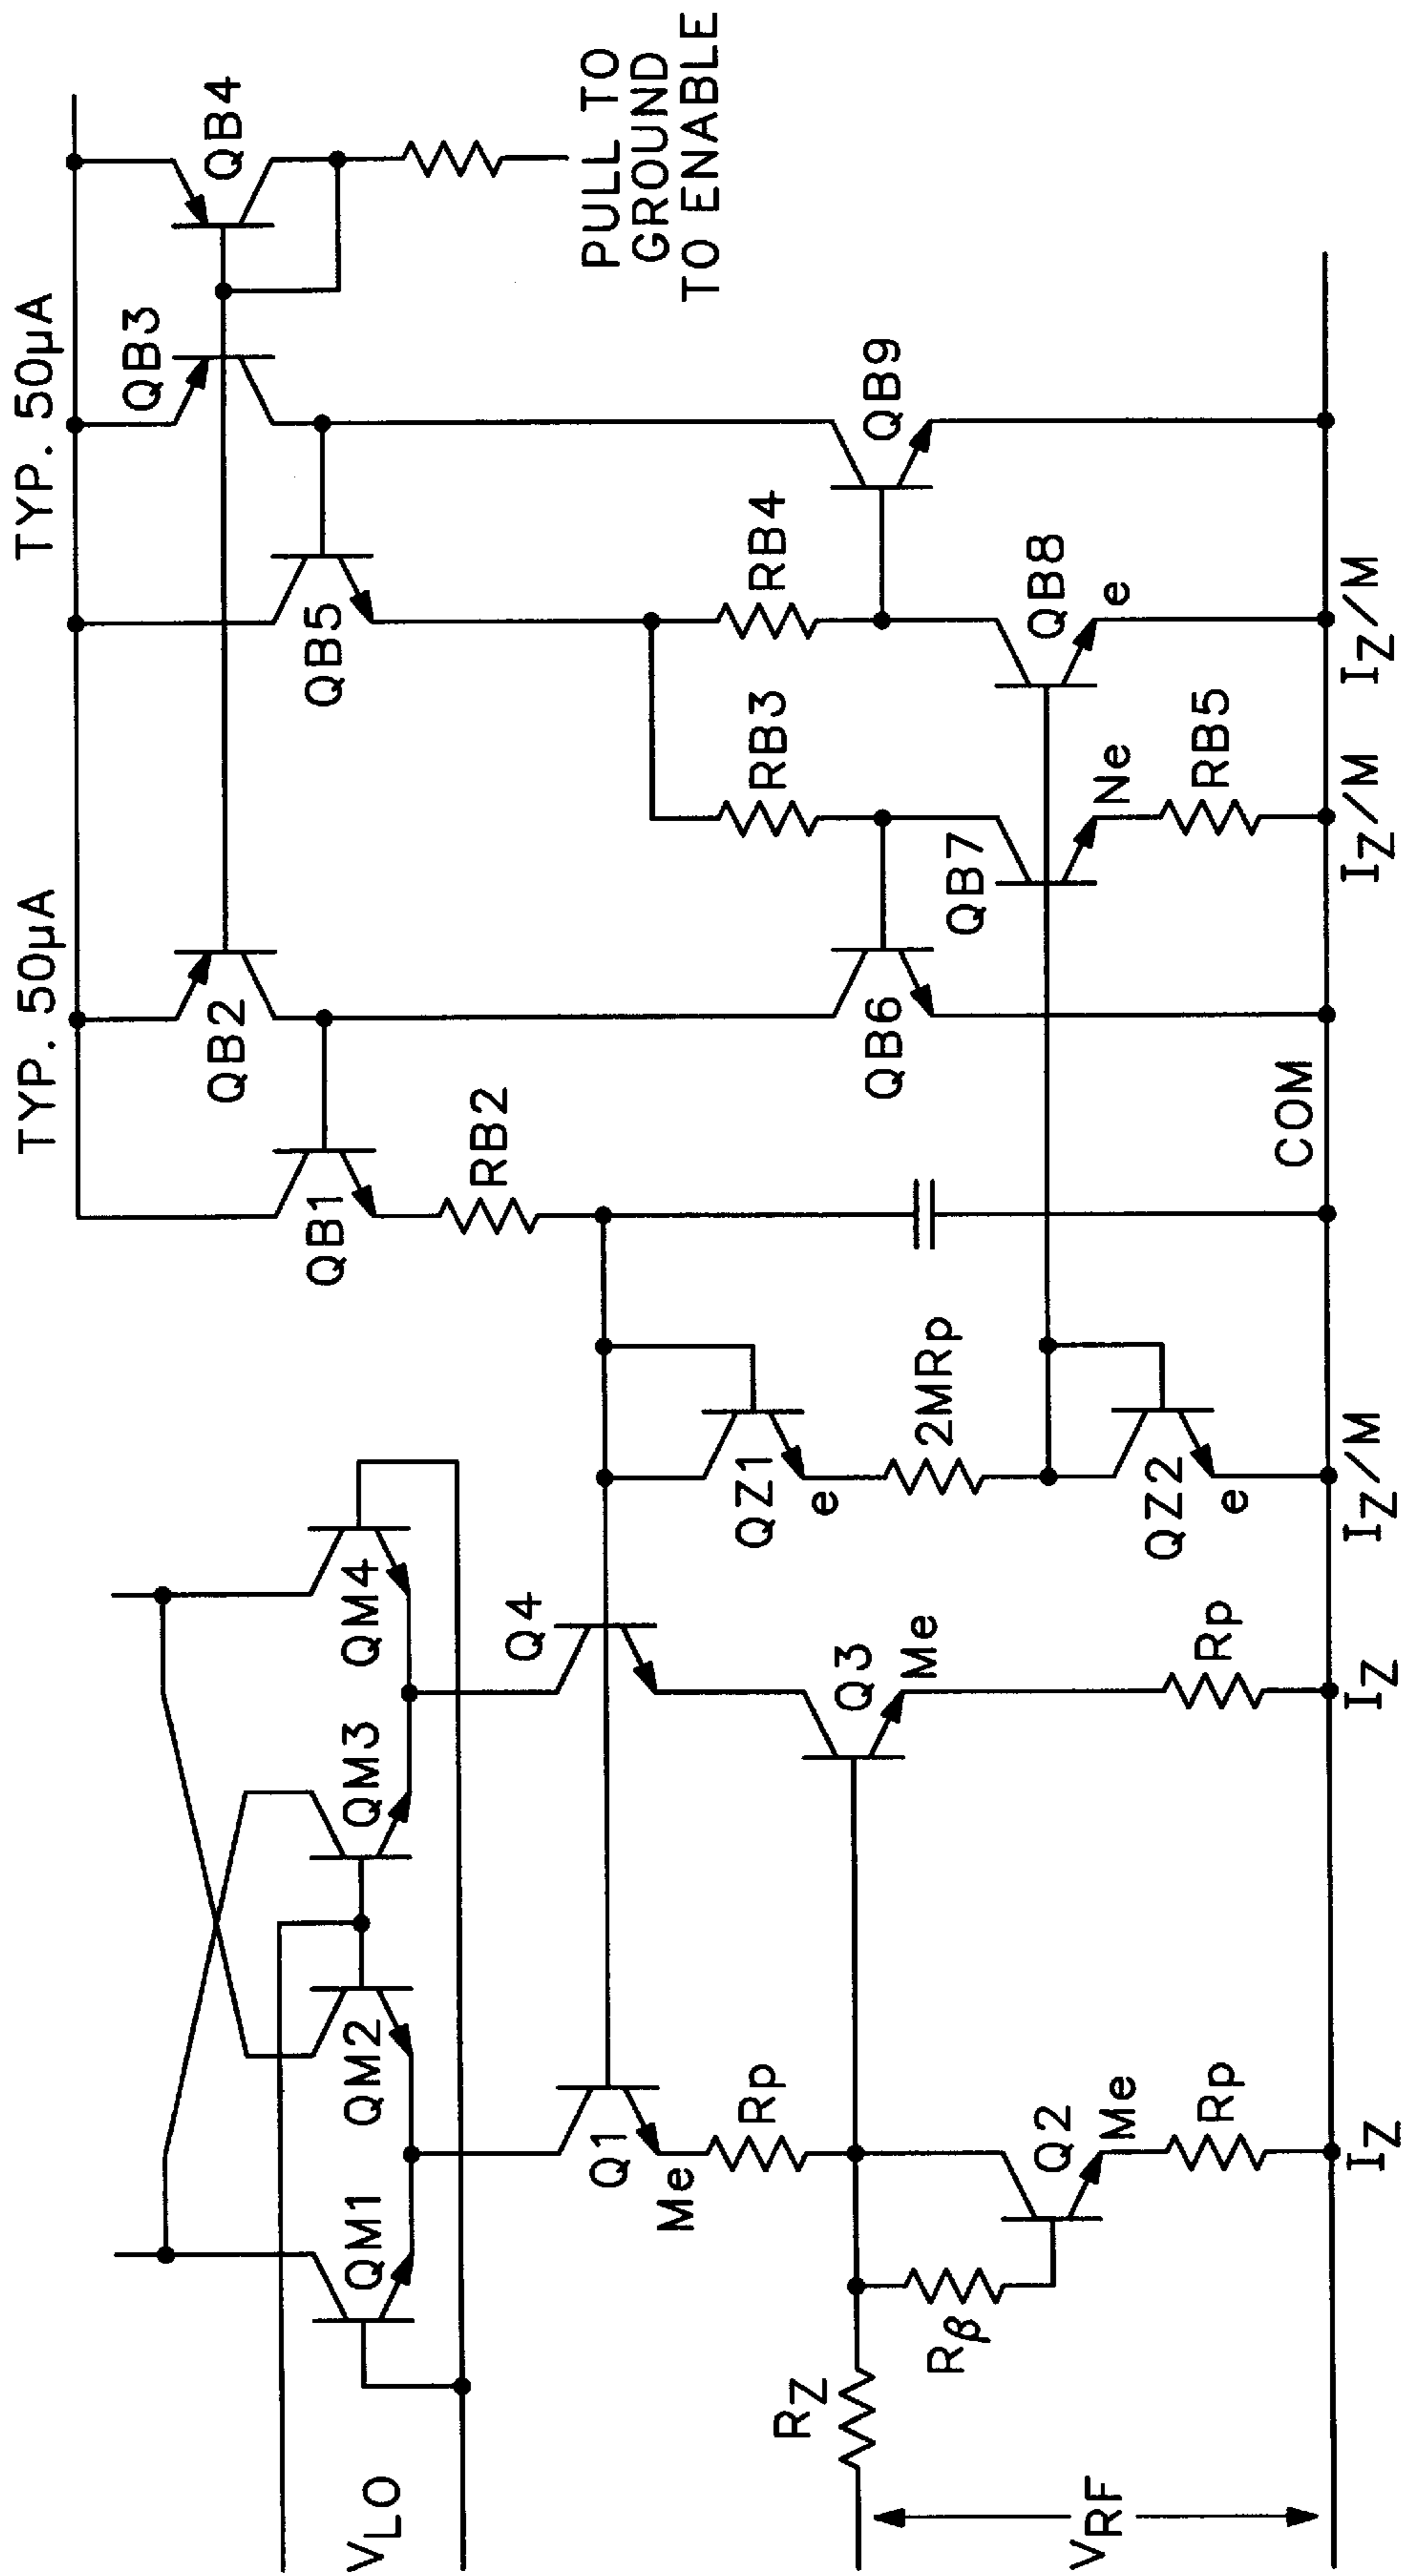 TYP. 50µA
TYP. 50µA
QB4
QB3
QB2
QB5
QB1
PULL TO
GROUND
TO ENABLE
QM1
QM2
QM3
QM4
VLO
RB2
Q4
Q1
Me
Rp
RB3
RB4
QB9
QB6
QZ1
e
2MRp
Q3
Me
RZ
Rβ
QB7
Ne
QB8
e
Q2
Me
Rp
Rp
QZ2
e
RB5
VRF
COM
IZ
IZ
IZ/M
IZ/M
IZ/M